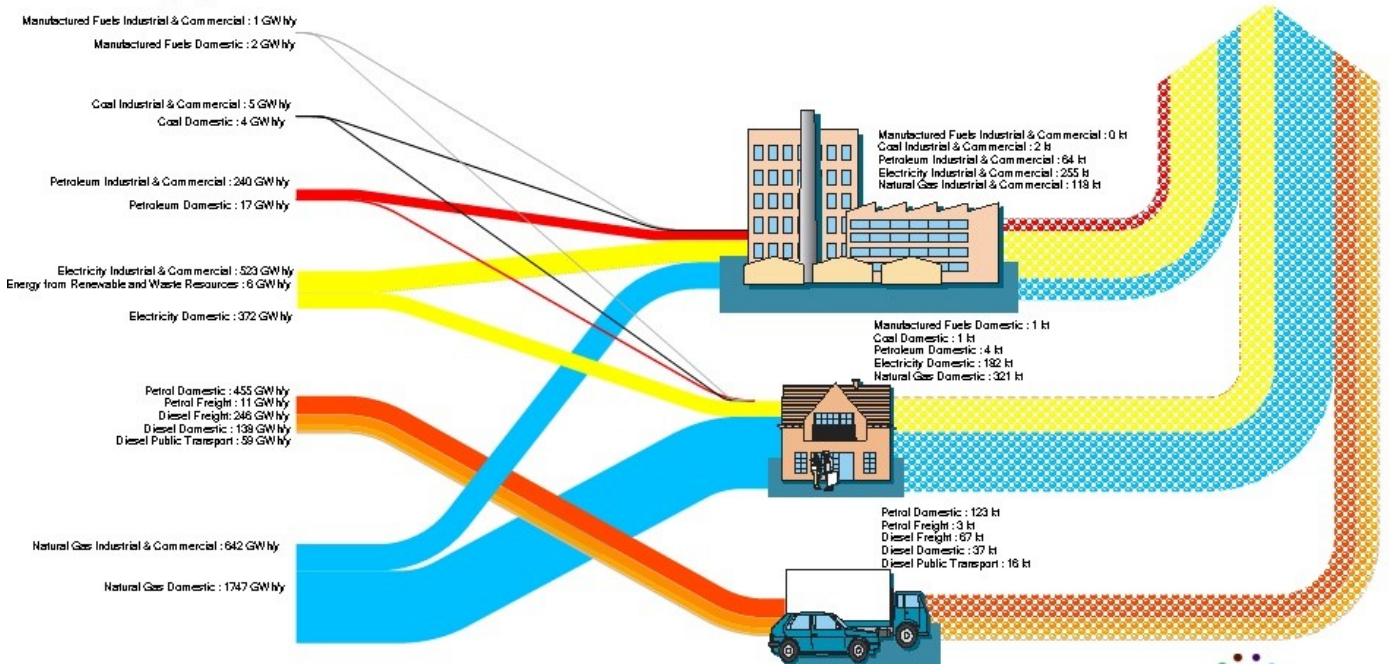 Manufactured Fuels Industrial & Commercial : 1 GWh/y
Manufactured Fuels Domestic : 2 GWh/y
Coal Industrial & Commercial : 5 GWh/y
Coal Domestic : 4 GWh/y
Petroleum Industrial & Commercial : 240 GWh/y
Petroleum Domestic : 17 GWh/y
Electricity Industrial & Commercial : 523 GWh/y
Energy from Renewable and Waste Resources : 6 GWh/y
Electricity Domestic : 372 GWh/y
Petrol Domestic : 455 GWh/y
Petrol Freight : 11 GWh/y
Diesel Freight: 246 GWh/y
Diesel Domestic : 138 GWh/y
Diesel Public Transport : 59 GWh/y
Natural Gas Industrial & Commercial : 642 GWh/y
Natural Gas Domestic : 1747 GWh/y
Manufactured Fuels Industrial & Commercial : 0 kt
Coal Industrial & Commercial : 2 kt
Petroleum Industrial & Commercial : 64 kt
Electricity Industrial & Commercial : 255 kt
Natural Gas Industrial & Commercial : 118 kt
Manufactured Fuels Domestic : 1 kt
Coal Domestic : 1 kt
Petroleum Domestic : 4 kt
Electricity Domestic : 182 kt
Natural Gas Domestic : 321 kt
Petrol Domestic : 123 kt
Petrol Freight : 3 kt
Diesel Freight : 67 kt
Diesel Domestic : 37 kt
Diesel Public Transport : 16 kt